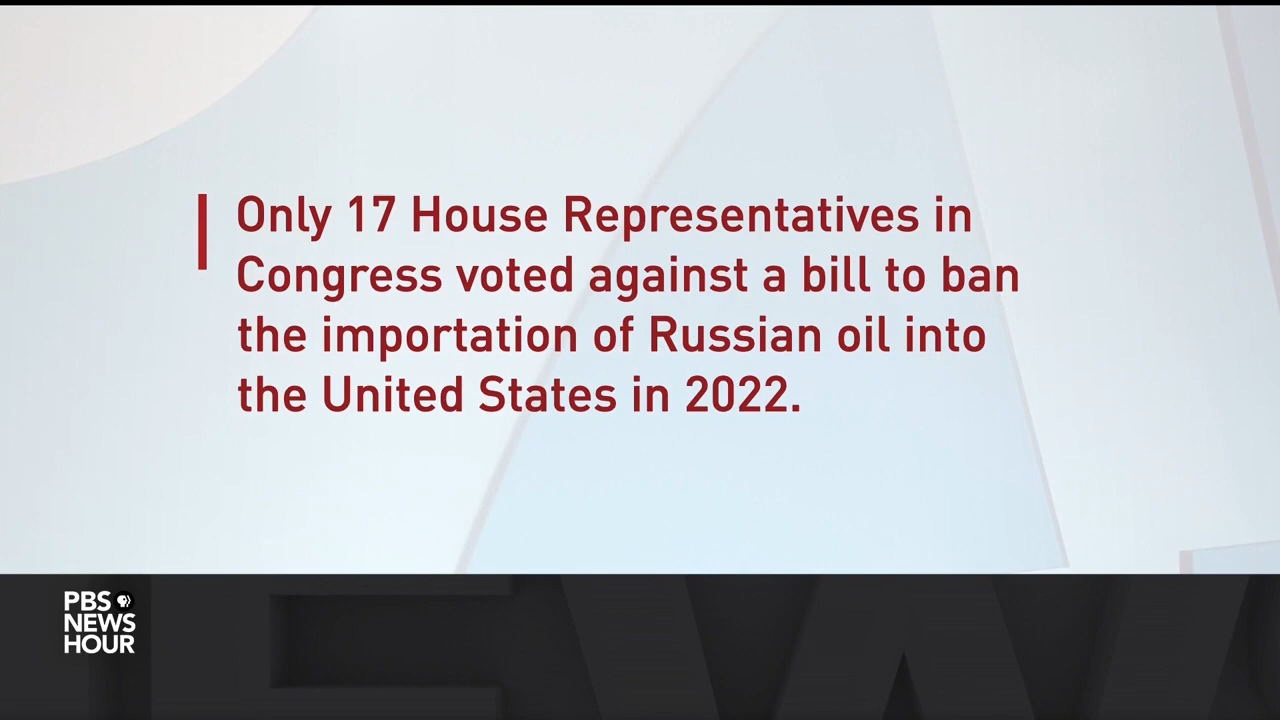 Only 17 House Representatives in
Congress voted against a bill to ban
the importation of Russian oil into
the United States in 2022.
PBS
NEWS
HOUR